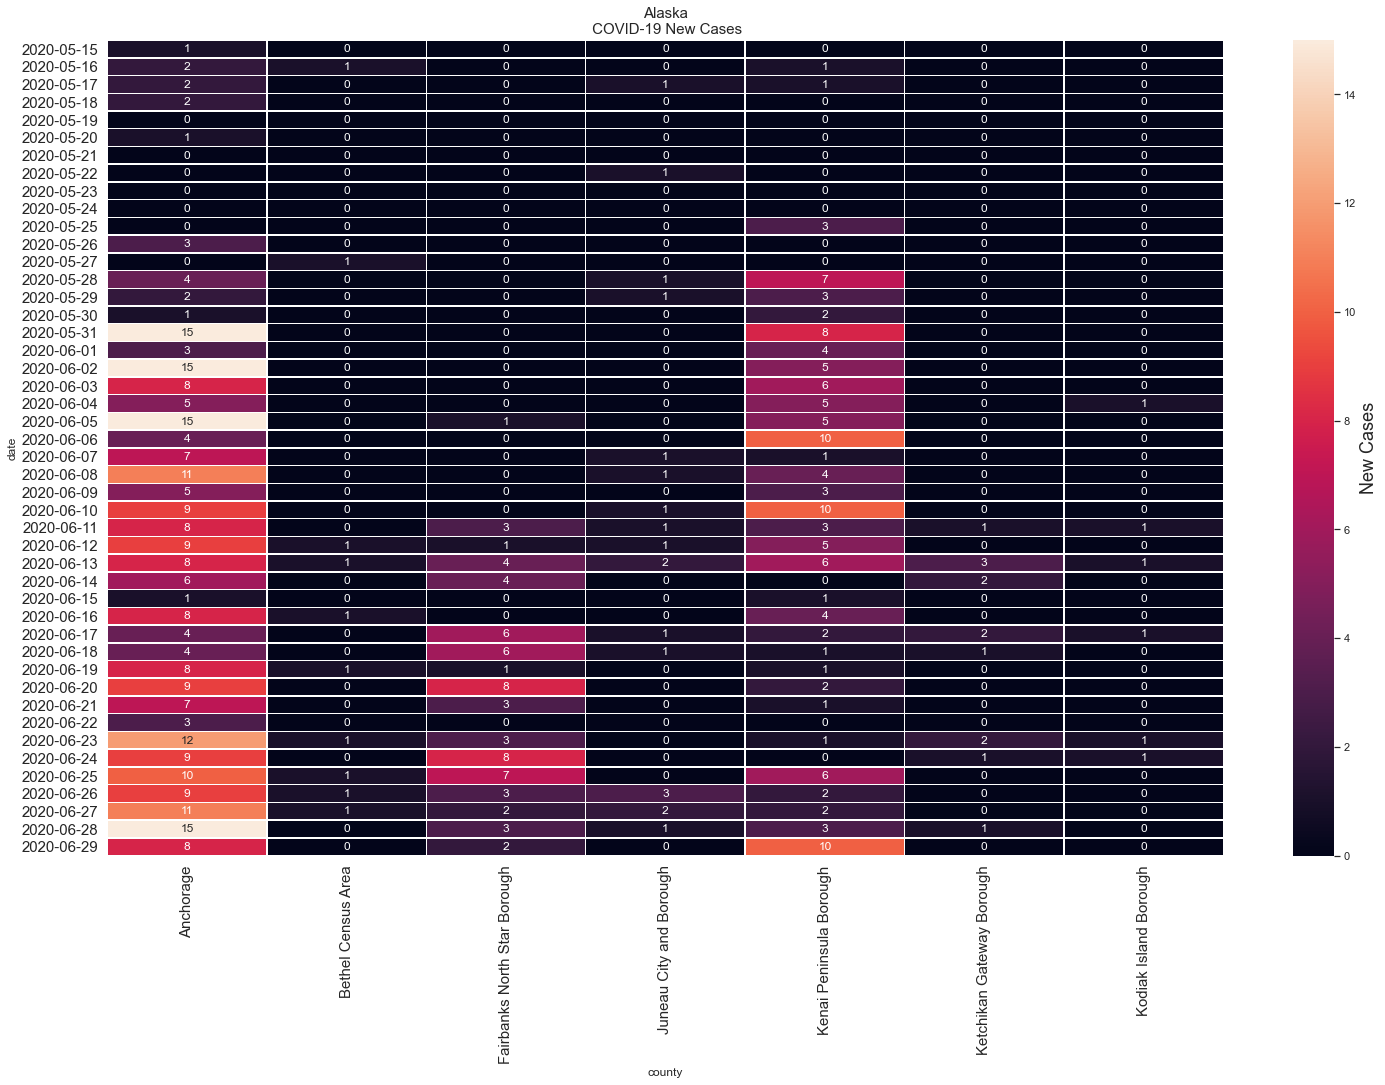 Alaska
COVID-19 New Cases
2020-05-15 1 0 0 0 0 0 0
2020-05-16 2 1 0 0 1 0 0
2020-05-17 2 0 0 1 1 0 0
2020-05-18 2 0 0 0 0 0 0
2020-05-19 0 0 0 0 0 0 0
2020-05-20 1 0 0 0 0 0 0
2020-05-21 0 0 0 0 0 0 0
2020-05-22 0 0 0 1 0 0 0
2020-05-23 0 0 0 0 0 0 0
2020-05-24 0 0 0 0 0 0 0
2020-05-25 0 0 0 0 3 0 0
2020-05-26 3 0 0 0 0 0 0
2020-05-27 0 1 0 0 0 0 0
2020-05-28 4 0 0 1 7 0 0
2020-05-29 2 0 0 1 3 0 0
2020-05-30 1 0 0 0 2 0 0
2020-05-31 15 0 0 0 8 0 0
2020-06-01 3 0 0 0 4 0 0
2020-06-02 15 0 0 0 5 0 0
2020-06-03 8 0 0 0 6 0 0
2020-06-04 5 0 0 0 5 0 1
2020-06-05 15 0 1 0 5 0 0
2020-06-06 4 0 0 0 10 0 0
2020-06-07 7 0 0 1 1 0 0
2020-06-08 11 0 0 1 4 0 0
2020-06-09 5 0 0 0 3 0 0
2020-06-10 9 0 0 1 10 0 0
2020-06-11 8 0 3 1 3 1 1
2020-06-12 9 1 1 1 5 0 0
2020-06-13 8 1 4 2 6 3 1
2020-06-14 6 0 4 0 0 2 0
2020-06-15 1 0 0 0 1 0 0
2020-06-16 8 1 0 0 4 0 0
2020-06-17 4 0 6 1 2 2 1
2020-06-18 4 0 6 1 1 1 0
2020-06-19 8 1 1 0 1 0 0
2020-06-20 9 0 8 0 2 0 0
2020-06-21 7 0 3 0 1 0 0
2020-06-22 3 0 0 0 0 0 0
2020-06-23 12 1 3 0 1 2 1
2020-06-24 9 0 8 0 0 1 1
2020-06-25 10 1 7 0 6 0 0
2020-06-26 9 1 3 3 2 0 0
2020-06-27 11 1 2 2 2 0 0
2020-06-28 15 0 3 1 3 1 0
2020-06-29 8 0 2 0 10 0 0
date
Anchorage
Bethel Census Area
Fairbanks North Star Borough
Juneau City and Borough
Kenai Peninsula Borough
Ketchikan Gateway Borough
Kodiak Island Borough
county
14
12
10
8
6
4
2
0
New Cases